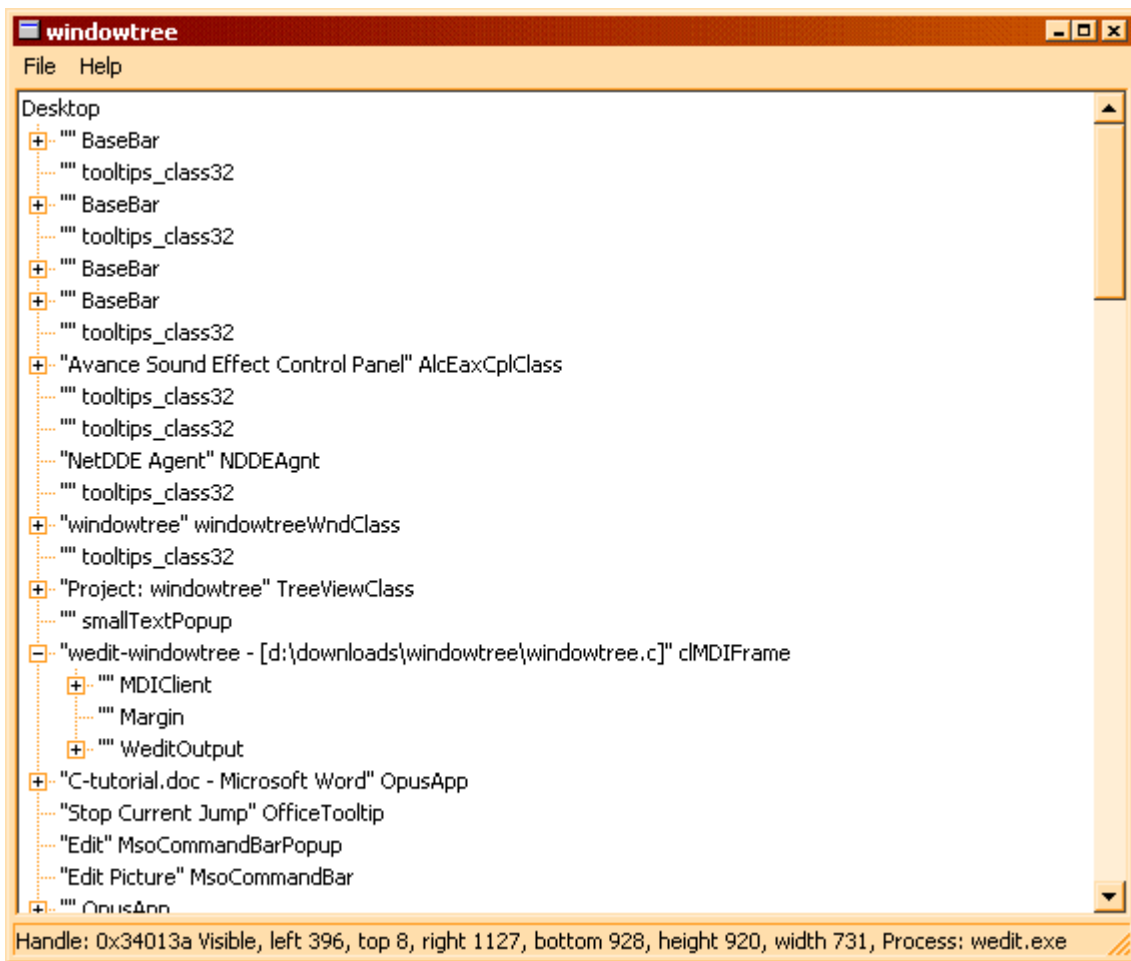 windowtree
File Help
Desktop
"" BaseBar
"" tooltips_class32
"" BaseBar
"" tooltips_class32
"" BaseBar
"" BaseBar
"" tooltips_class32
"Avance Sound Effect Control Panel" AlcEaxCplClass
"" tooltips_class32
"" tooltips_class32
"NetDDE Agent" NDDEAgnt
"" tooltips_class32
"windowtree" windowtreeWndClass
"" tooltips_class32
"Project: windowtree" TreeViewClass
"" smallTextPopup
"wedit-windowtree - [d:\downloads\windowtree\windowtree.c]" clMDIFrame
"" MDIClient
"" Margin
"" WeditOutput
"C-tutorial.doc - Microsoft Word" OpusApp
"Stop Current Jump" OfficeTooltip
"Edit" MsoCommandBarPopup
"Edit Picture" MsoCommandBar
"" OpusApp
Handle: 0x34013a Visible, left 396, top 8, right 1127, bottom 928, height 920, width 731, Process: wedit.exe